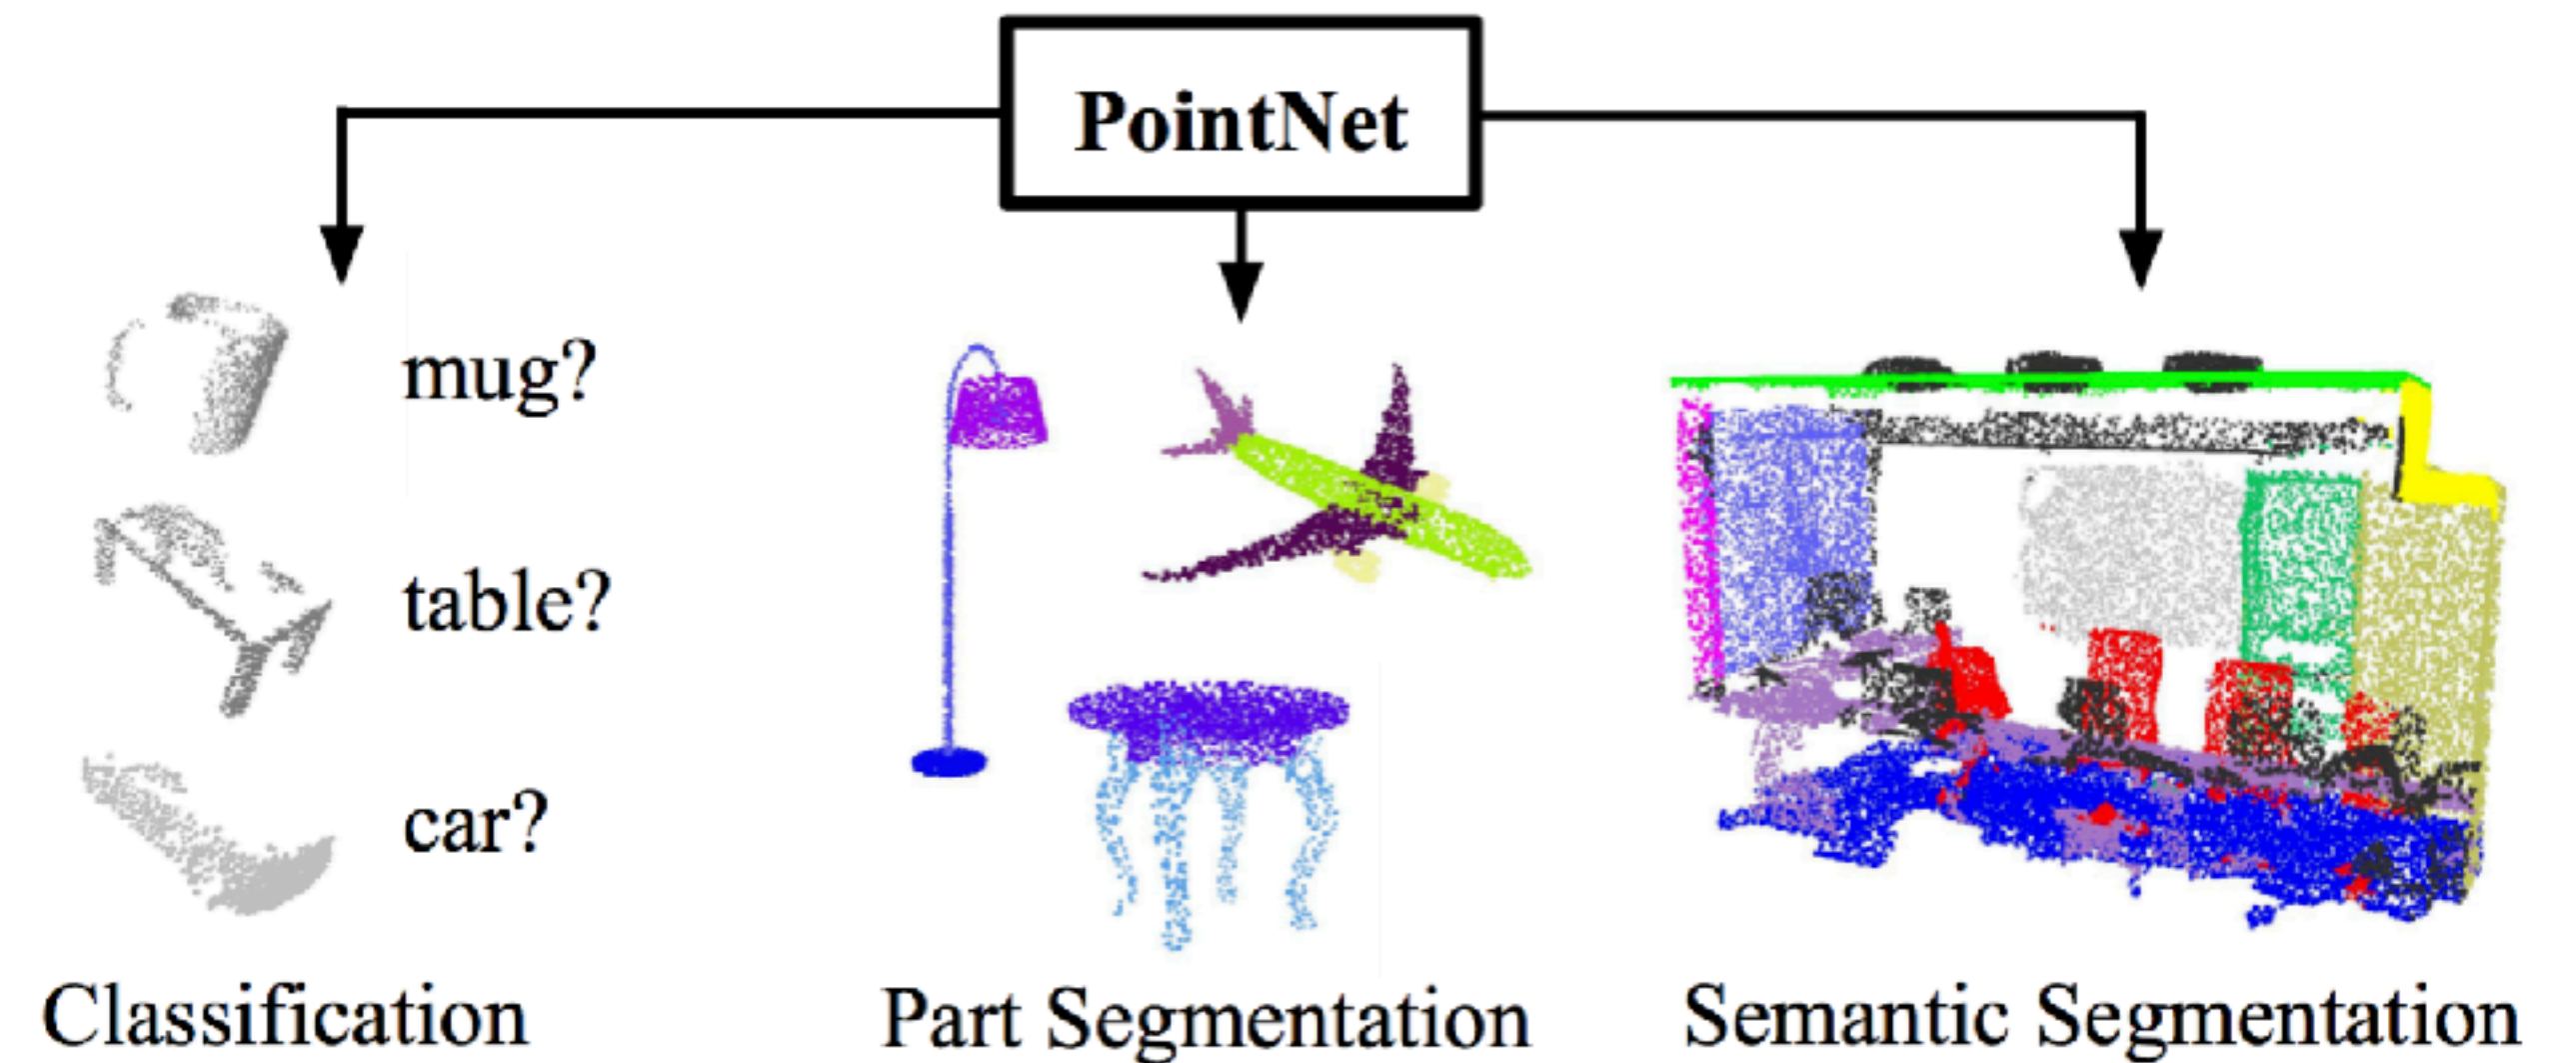 PointNet
mug?
table?
car?
Classification
Part Segmentation
Semantic Segmentation